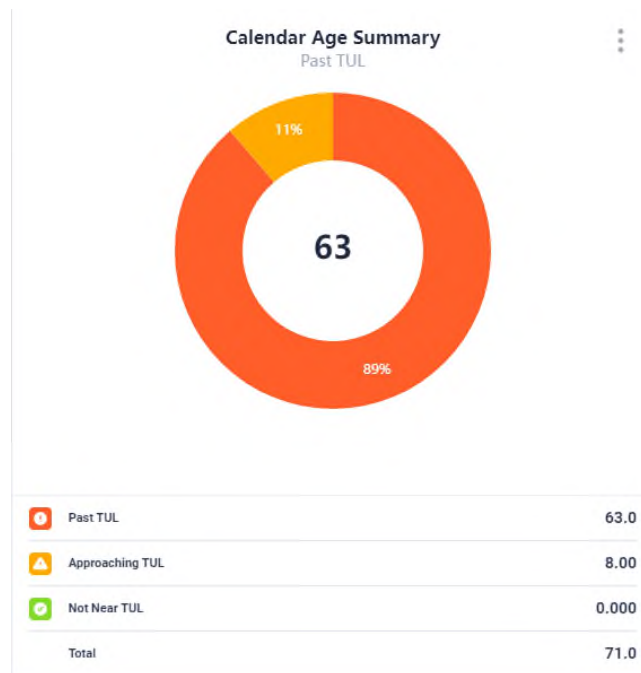 Calendar Age Summary
Past TUL
11%
63
89%
Past TUL 63.0
Approaching TUL 8.00
Not Near TUL 0.000
Total 71.0